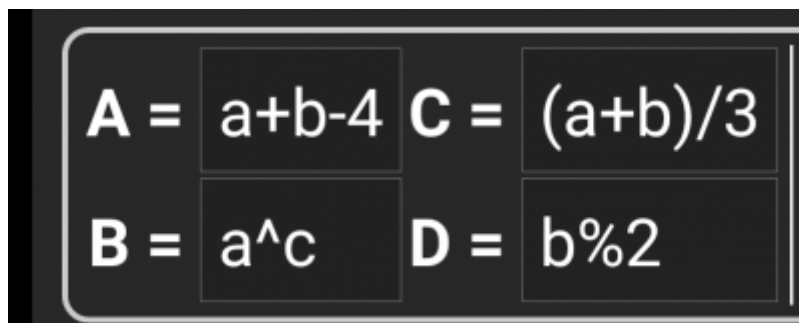 A = a+b-4 C = (a+b)/3
B = a^c D = b%2